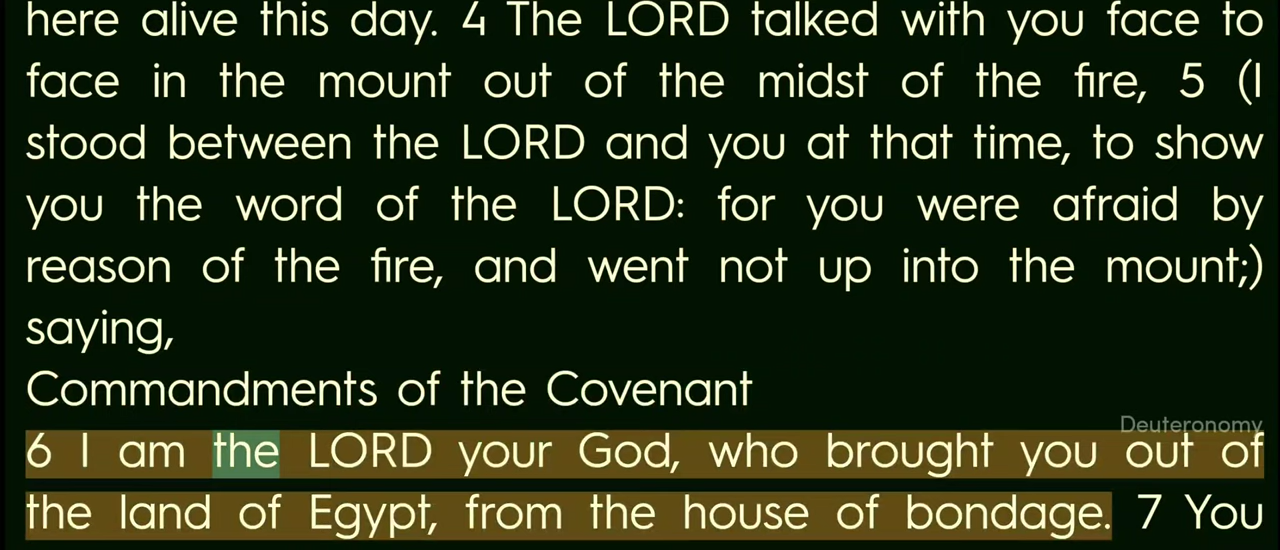 here alive this day. 4 The LORD talked with you face to
face in the mount out of the midst of the fire, 5 (I
stood between the LORD and you at that time, to show
you the word of the LORD: for you were afraid by
reason of the fire, and went not up into the mount;)
saying,
Commandments of the Covenant
Deuteronomy
6 I am the LORD your God, who brought you out of
the land of Egypt, from the house of bondage. 7 You